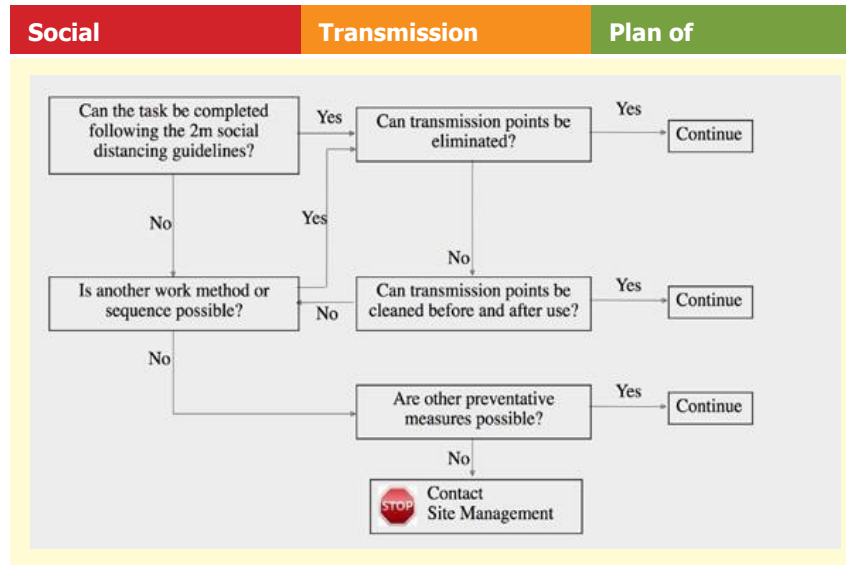 Social
Transmission
Plan of
Can the task be completed
following the 2m social
distancing guidelines?
Yes
Can transmission points be
eliminated?
Yes
Continue
No
Yes
No
Is another work method or
sequence possible?
No
Can transmission points be
cleaned before and after use?
Yes
Continue
No
Are other preventative
measures possible?
Yes
Continue
No
STOP
Contact
Site Management